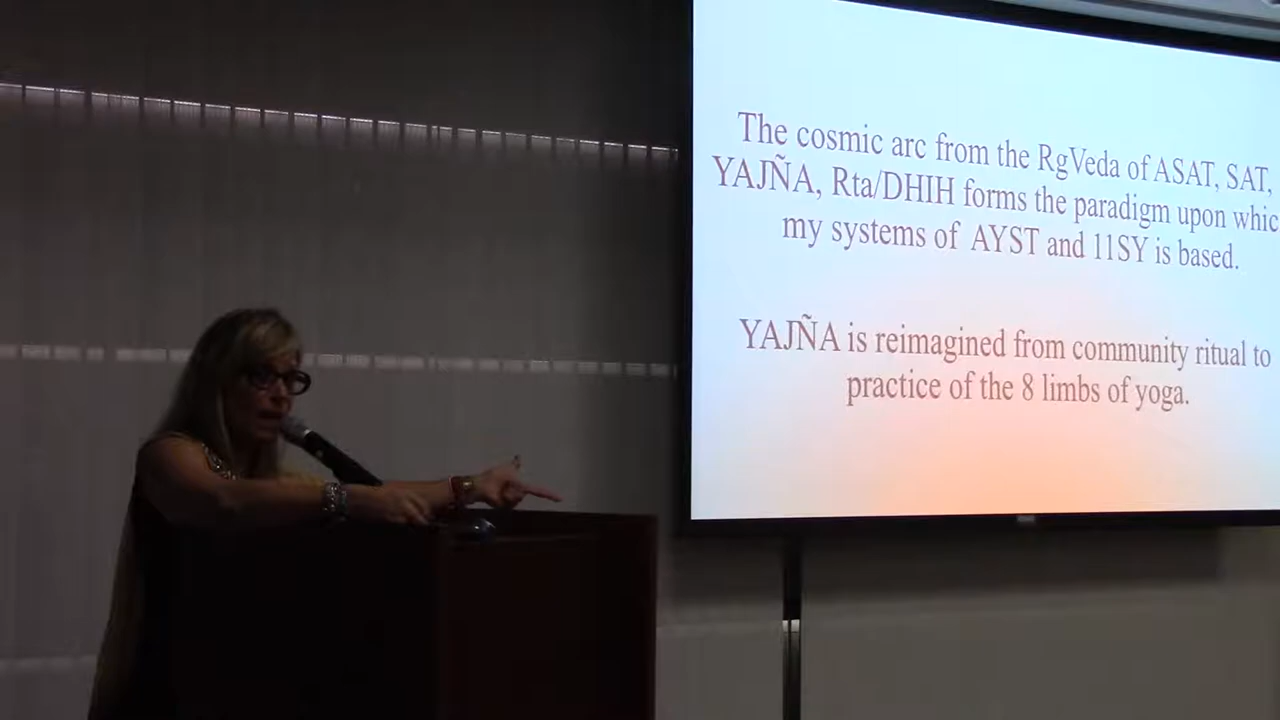 The cosmic arc from the RgVeda of ASAT, SAT,
YAJÑA, Rta/DHIH forms the paradigm upon whic
my systems of AYST and 11SY is based.
YAJÑA is reimagined from community ritual to
practice of the 8 limbs of yoga.